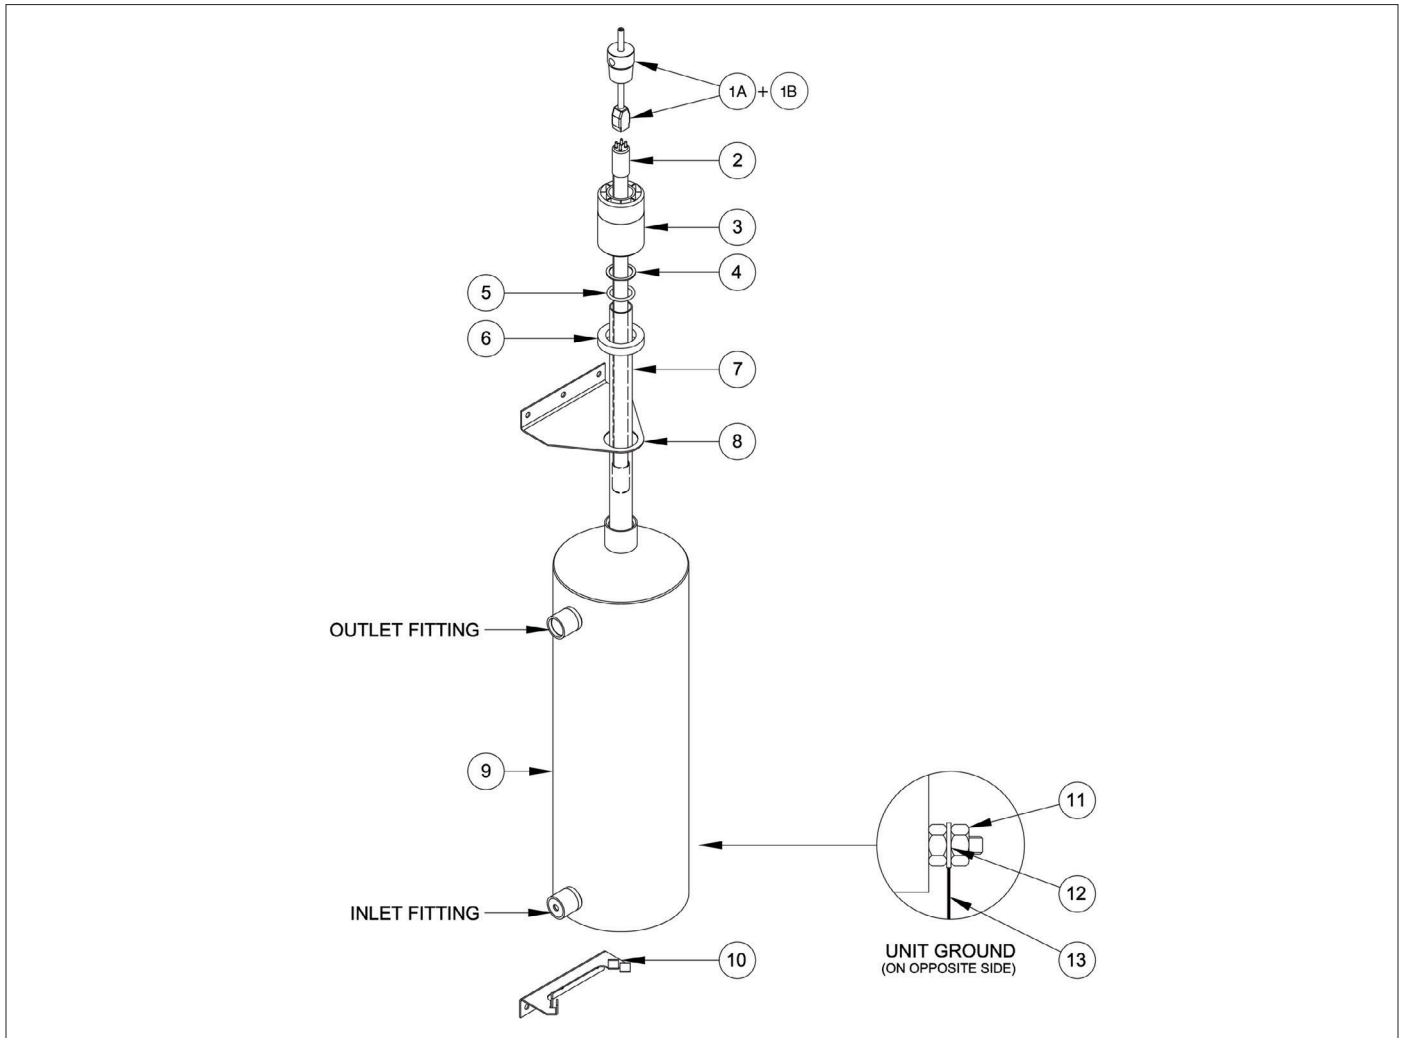 1A + 1B
2
3
4
5
6
7
8
OUTLET FITTING
9
11
12
INLET FITTING
UNIT GROUND
(ON OPPOSITE SIDE)
13
10